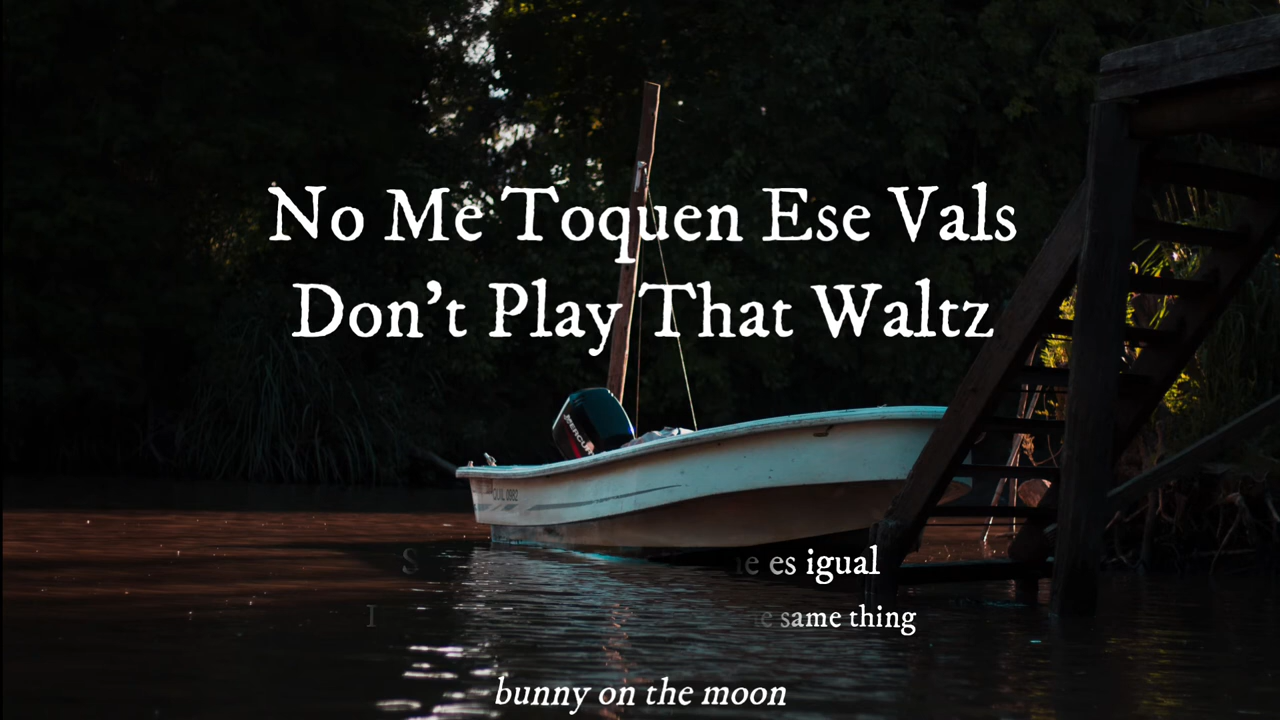 No Me Toquen Ese Vals
Don't Play That Waltz
es igual
same thing
bunny on the moon